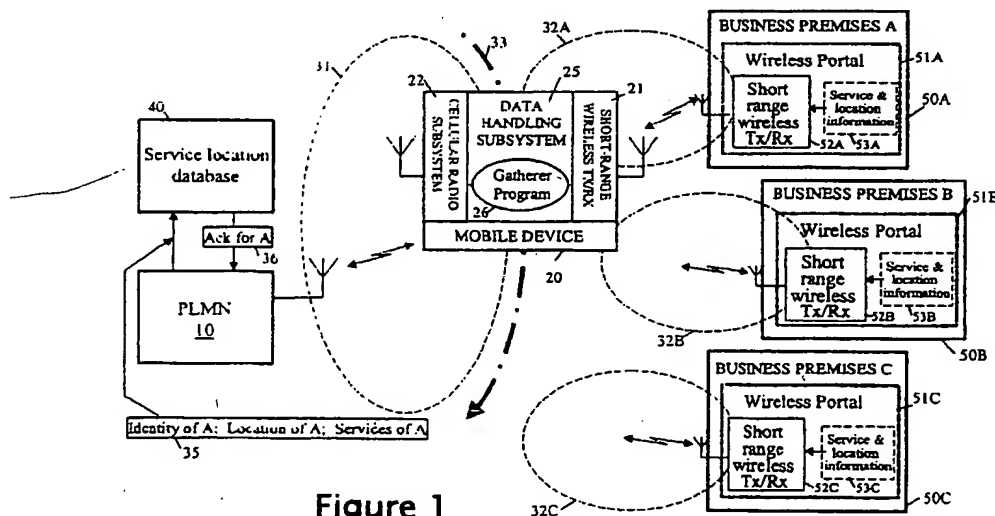 40
Service location
database
Ack for A
36
PLMN
10
Identity of A; Location of A; Services of A
35
31
33
22
25
21
CELLULAR RADIO
SUBSYSTEM
DATA
HANDLING
SUBSYSTEM
Gatherer
Program
26
SHORT-RANGE
WIRELESS TX/RX
MOBILE DEVICE
20
32A
BUSINESS PREMISES A
Wireless Portal
51A
Short
range
wireless
Tx/Rx
52A
Service &
location
information
53A
50A
BUSINESS PREMISES B
51B
Wireless Portal
Short
range
wireless
Tx/Rx
52B
Service &
location
information
53B
32B
50B
BUSINESS PREMISES C
Wireless Portal
51C
Short
range
wireless
Tx/Rx
52C
Service &
location
information
53C
32C
50C
Figure 1